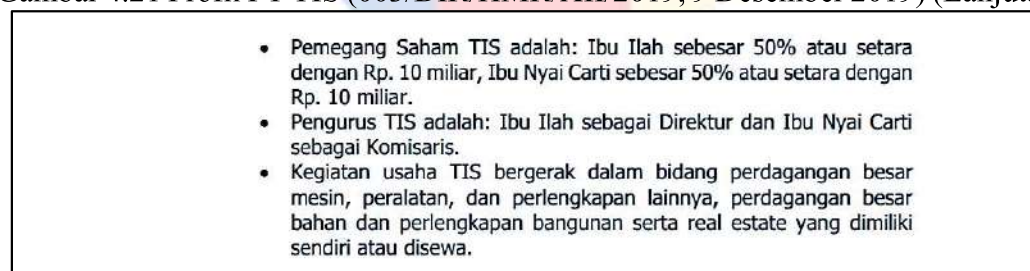 • Pemegang Saham TIS adalah: Ibu Ilah sebesar 50% atau setara
dengan Rp. 10 miliar, Ibu Nyai Carti sebesar 50% atau setara dengan
Rp. 10 miliar.
• Pengurus TIS adalah: Ibu Ilah sebagai Direktur dan Ibu Nyai Carti
sebagai Komisaris.
• Kegiatan usaha TIS bergerak dalam bidang perdagangan besar
mesin, peralatan, dan perlengkapan lainnya, perdagangan besar
bahan dan perlengkapan bangunan serta real estate yang dimiliki
sendiri atau disewa.